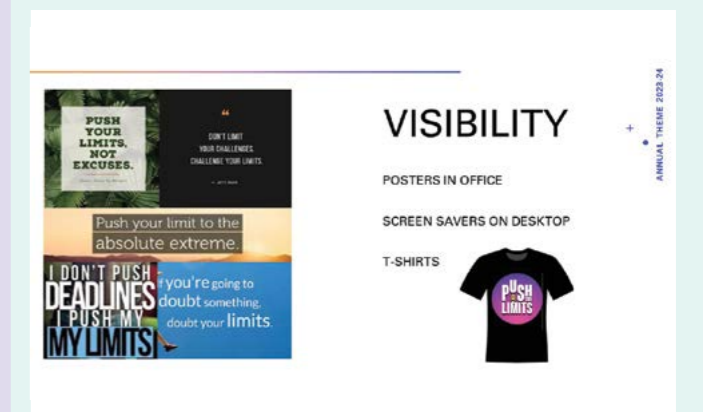 PUSH
YOUR
LIMITS,
NOT
EXCUSES.
“
DON'T LIMIT
YOUR CHALLENGES.
CHALLENGE YOUR LIMITS.
Push your limit to the
absolute extreme.
I DON'T PUSH
DEADLINES
I PUSH MY
MY LIMITS
f you're going to
doubt something,
doubt your limits.
VISIBILITY
POSTERS IN OFFICE
SCREEN SAVERS ON DESKTOP
T-SHIRTS
PUSH
LIMITS
ANNUAL THEME 2023-24